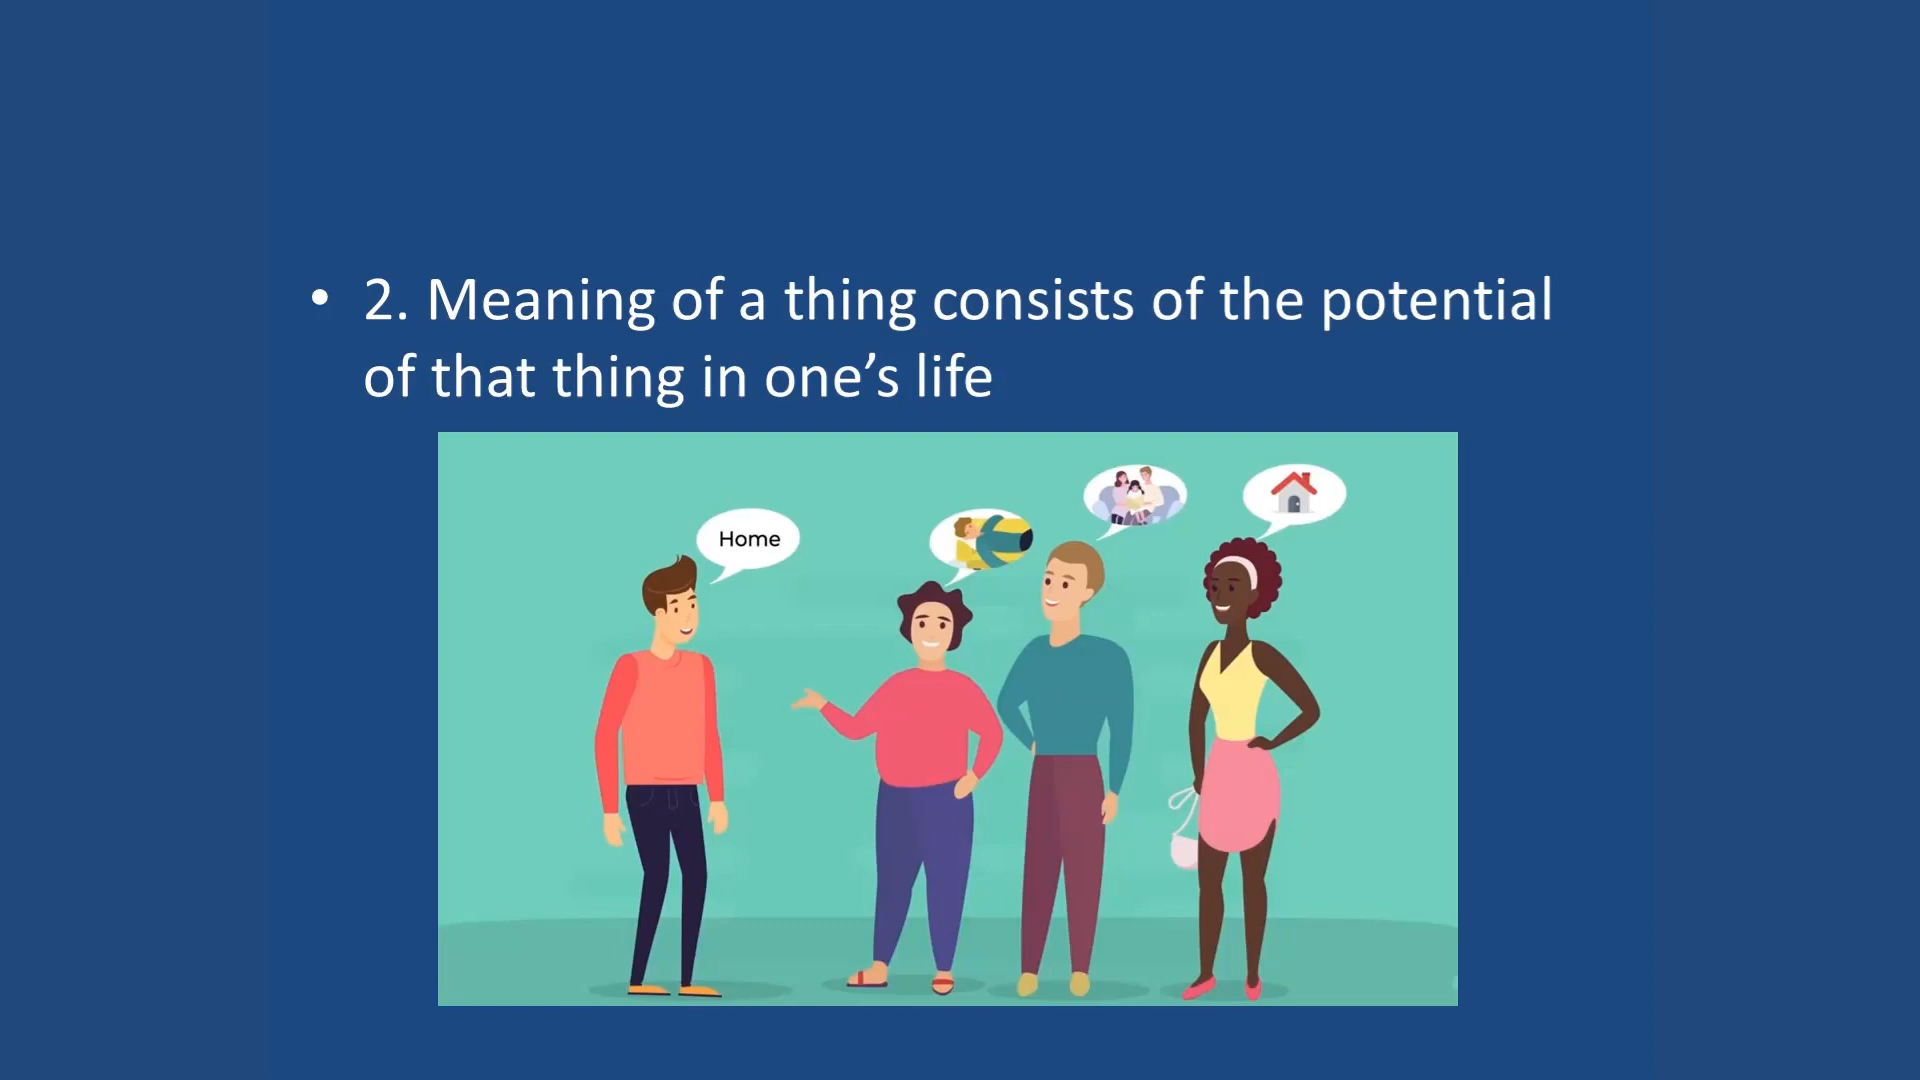 • 2. Meaning of a thing consists of the potential
of that thing in one’s life
Home